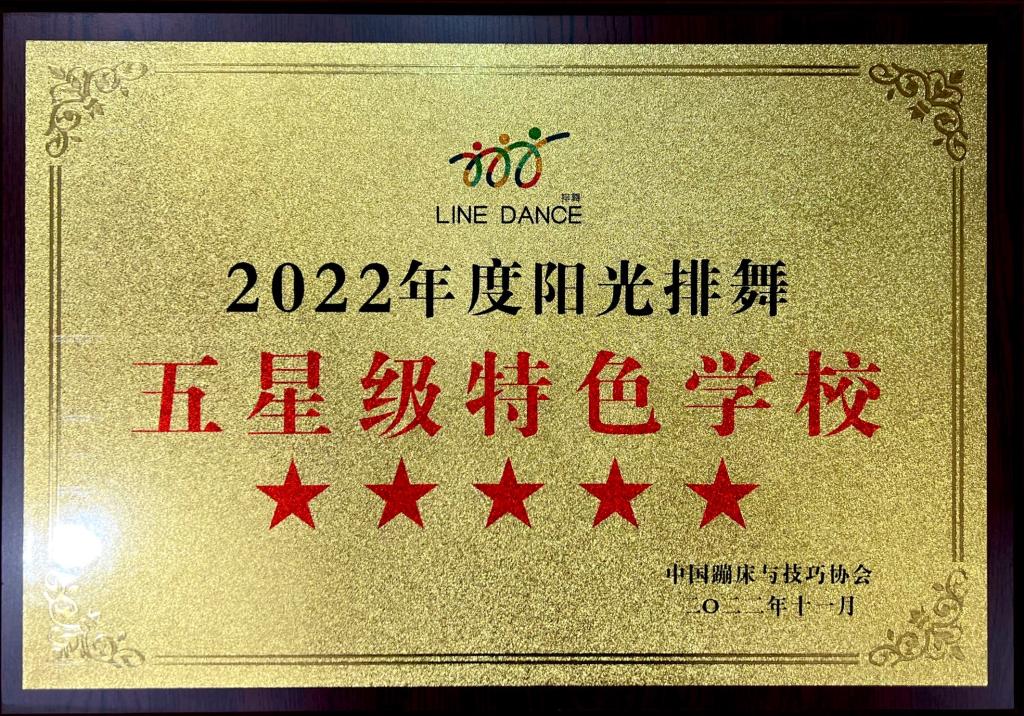 排舞
LINE DANCE
2022年度阳光排舞
五星级特色学校
中国蹦床与技巧协会
二〇二二年十一月